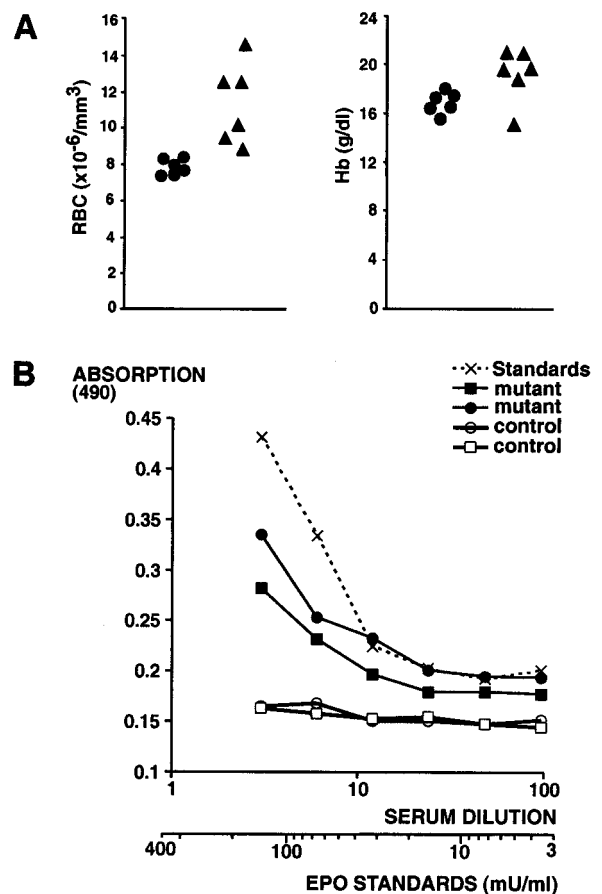 A
RBC (x10-6/mm3)
16
14
12
10
8
6
4
2
0
Hb (g/dl)
24
20
16
12
8
4
0
B
ABSORPTION
(490)
Standards
mutant
mutant
control
control
0.45
0.4
0.35
0.3
0.25
0.2
0.15
0.1
1
10
100
SERUM DILUTION
400
100
10
3
EPO STANDARDS (mU/ml)